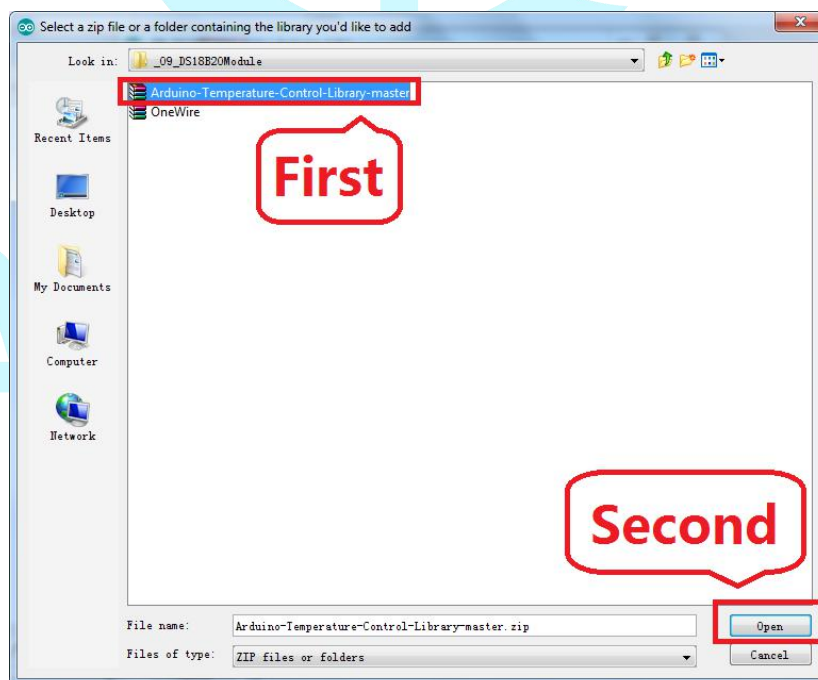 Select a zip file or a folder containing the library you'd like to add
Look in: _09_DS18B20Module
Arduino-Temperature-Control-Library-master
OneWire
Recent Items
First
Desktop
My Documents
Computer
Network
Second
File name: Arduino-Temperature-Control-Library-master.zip Open
Files of type: ZIP files or folders Cancel